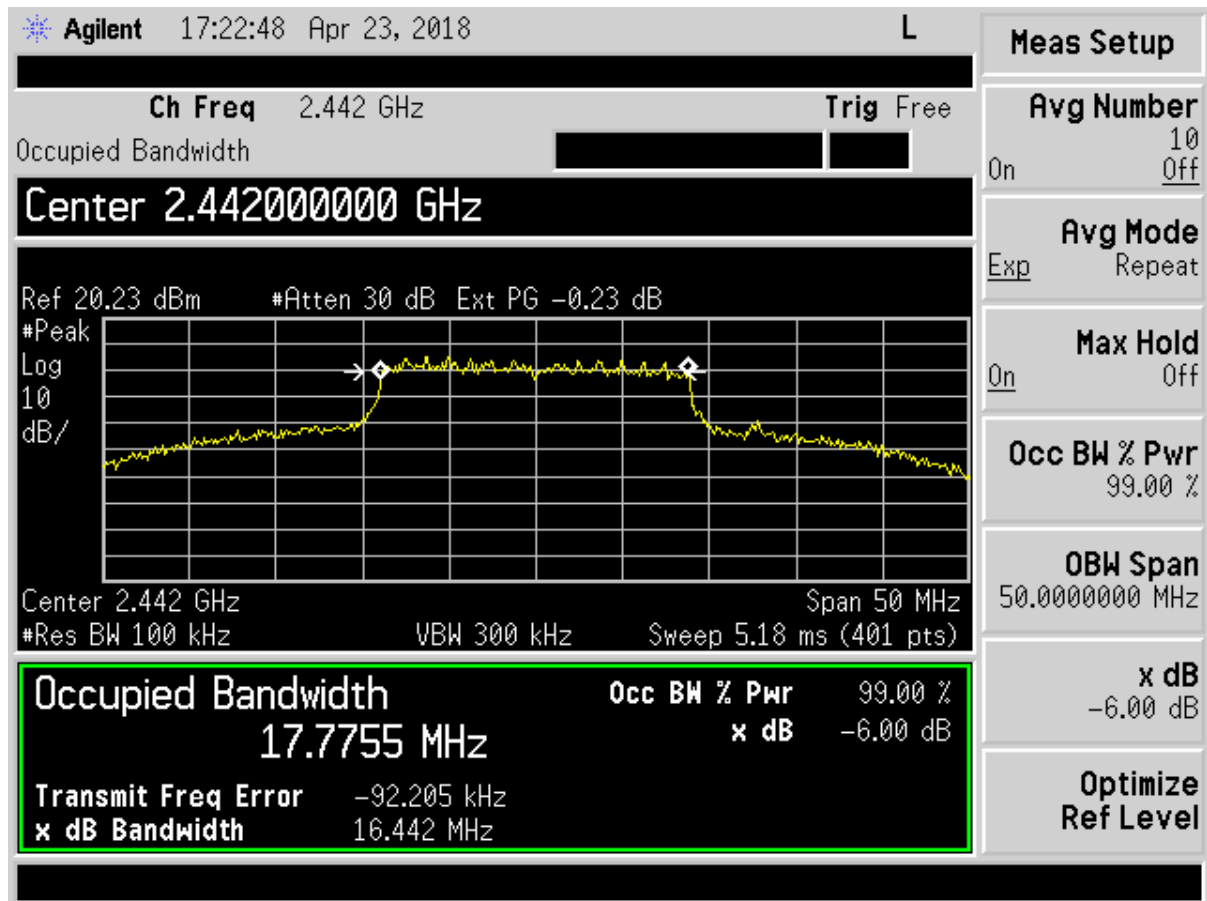 Agilent 17:22:48 Apr 23, 2018 L
Ch Freq 2.442 GHz Trig Free
Occupied Bandwidth
Center 2.442000000 GHz
Ref 20.23 dBm #Atten 30 dB Ext PG -0.23 dB
#Peak
Log
10
dB/
Center 2.442 GHz Span 50 MHz
#Res BW 100 kHz VBW 300 kHz Sweep 5.18 ms (401 pts)
Occupied Bandwidth Occ BW % Pwr 99.00 %
17.7755 MHz x dB -6.00 dB
Transmit Freq Error -92.205 kHz
x dB Bandwidth 16.442 MHz
Meas Setup
Avg Number
10
On Off
Avg Mode
Exp Repeat
Max Hold
On Off
Occ BW % Pwr
99.00 %
OBW Span
50.0000000 MHz
x dB
-6.00 dB
Optimize
Ref Level